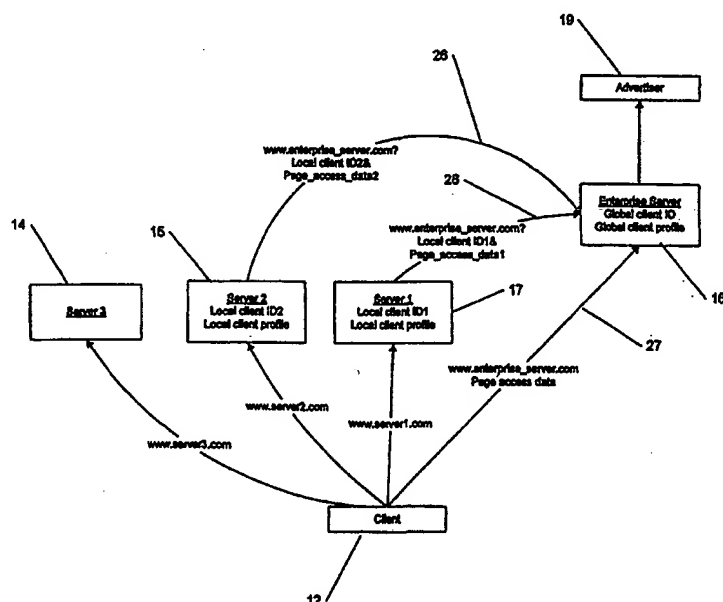 26
19
Advertiser
www.enterprise_server.com?
Local client ID2&
Page_access_data2
28
14
15
www.enterprise_server.com?
Local client ID1&
Page_access_data1
Enterprise Server
Global client ID
Global client profile
Server 3
Server 2
Local client ID2
Local client profile
Server 1
Local client ID1
Local client profile
17
16
27
www.enterprise_server.com
Page access data
www.server3.com
www.server2.com
www.server1.com
Client
12